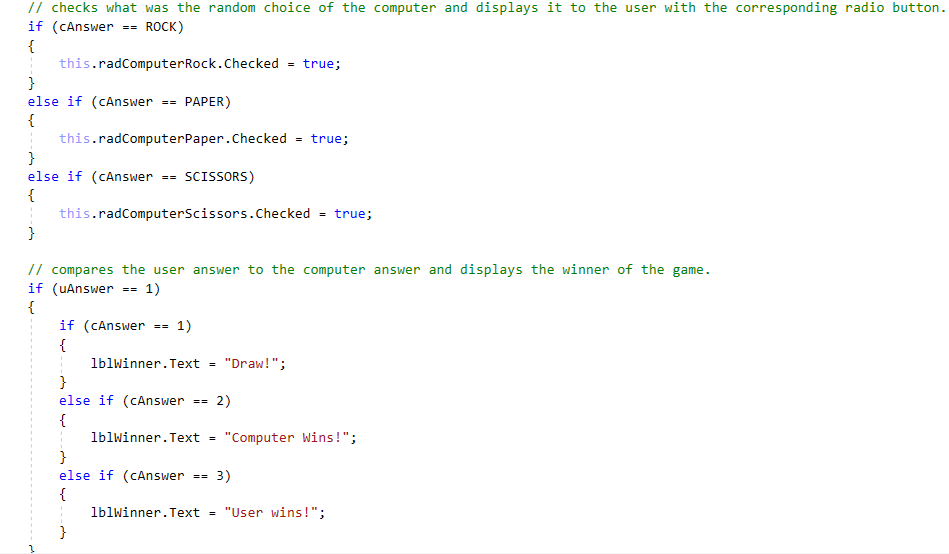 // checks what was the random choice of the computer and displays it to the user with the corresponding radio button.
if (cAnswer == ROCK)
{
    this.radComputerRock.Checked = true;
}
else if (cAnswer == PAPER)
{
    this.radComputerPaper.Checked = true;
}
else if (cAnswer == SCISSORS)
{
    this.radComputerScissors.Checked = true;
}

// compares the user answer to the computer answer and displays the winner of the game.
if (uAnswer == 1)
{
    if (cAnswer == 1)
    {
        lblWinner.Text = "Draw!";
    }
    else if (cAnswer == 2)
    {
        lblWinner.Text = "Computer Wins!";
    }
    else if (cAnswer == 3)
    {
        lblWinner.Text = "User wins!";
    }
}